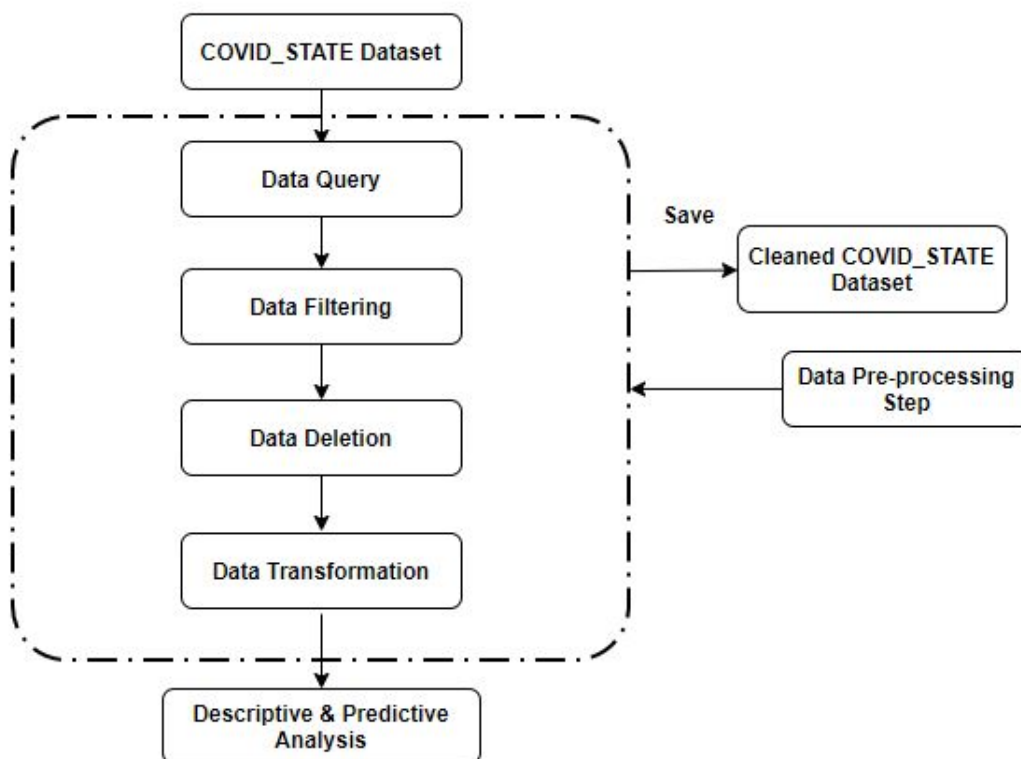 COVID_STATE Dataset
Data Query
Save
Cleaned COVID_STATE
Dataset
Data Filtering
Data Pre-processing
Step
Data Deletion
Data Transformation
Descriptive & Predictive
Analysis